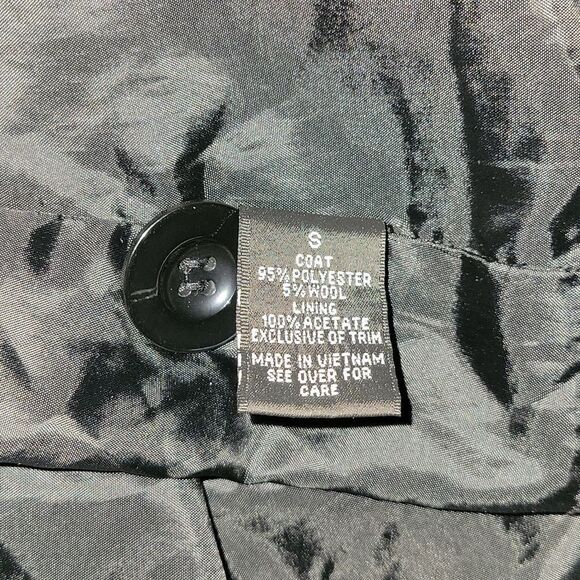 S
COAT
95% POLYESTER
5% WOOL
LINING
100% ACETATE
EXCLUSIVE OF TRIM
MADE IN VIETNAM
SEE OVER FOR
CARE